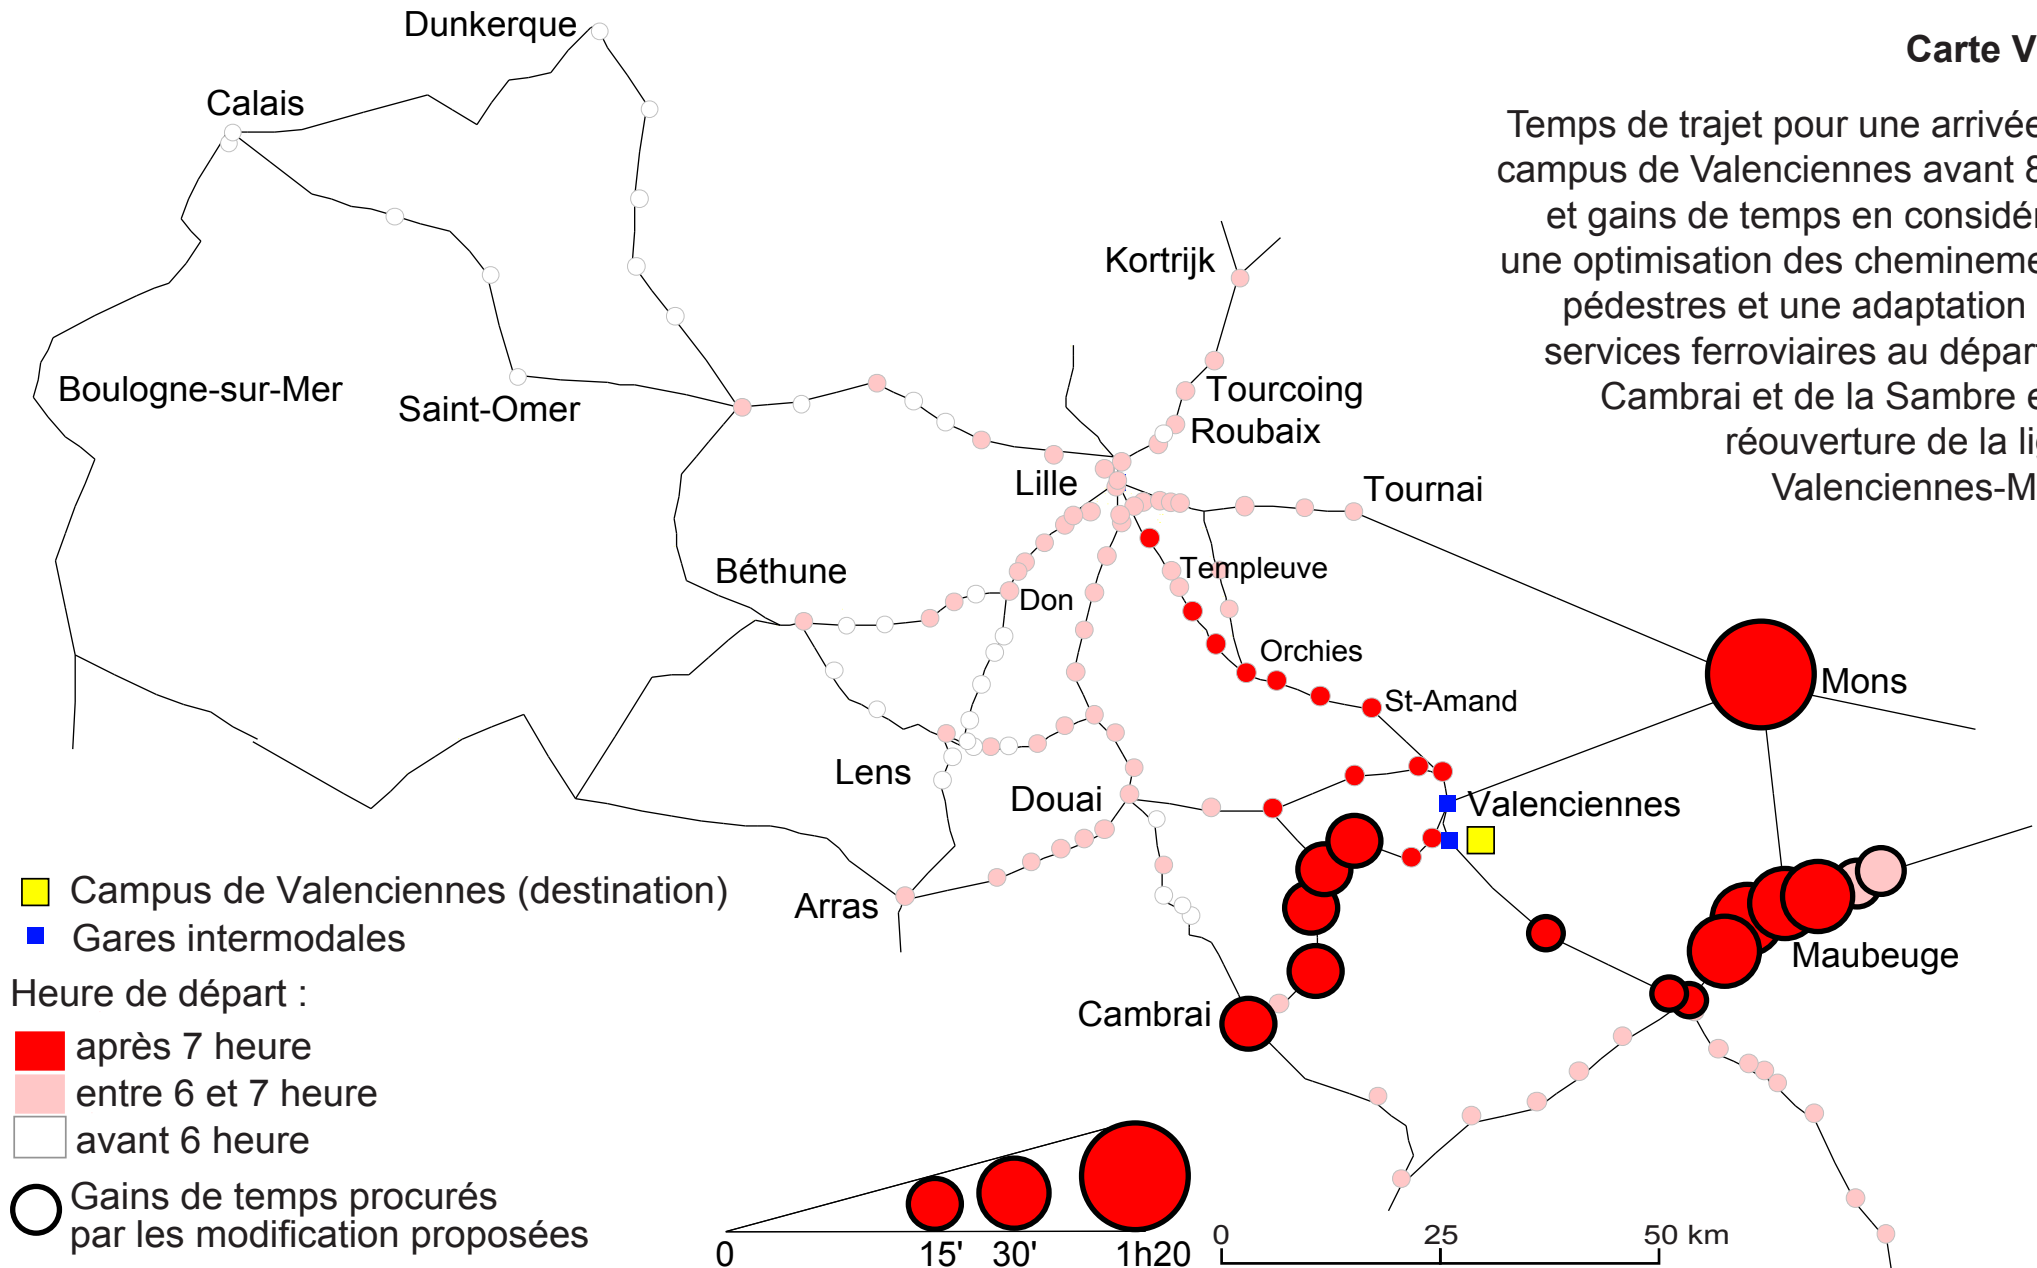 Carte V
Temps de trajet pour une arrivée
campus de Valenciennes avant 8
et gains de temps en considér
une optimisation des chemineme
pédestres et une adaptation
services ferroviaires au départ
Cambrai et de la Sambre e
réouverture de la li
Valenciennes-M
Dunkerque
Calais
Kortrijk
Boulogne-sur-Mer
Saint-Omer
Tourcoing
Roubaix
Lille
Tournai
Béthune
Templeuve
Don
Orchies
Mons
St-Amand
Lens
Douai
Valenciennes
Arras
Maubeuge
Cambrai
Campus de Valenciennes (destination)
Gares intermodales
Heure de départ :
après 7 heure
entre 6 et 7 heure
avant 6 heure
Gains de temps procurés
par les modification proposées
0 15' 30' 1h20
0 25 50 km